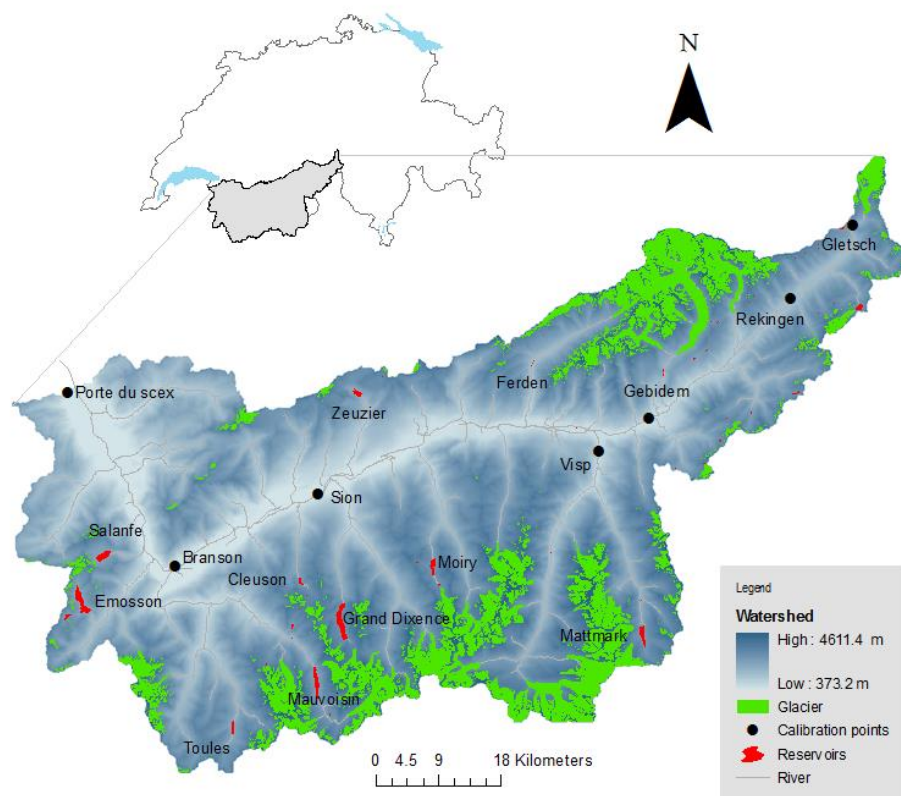 N
Gletsch
Rekingen
Ferden
Gebidem
Porte du scex
Zeuzier
Visp
Sion
Salanfe
Branson
Moiry
Cleuson
Emosson
Grand Dixence
Mattmark
Mauvoisin
Toules
0 4.5 9 18 Kilometers
Legend
Watershed
High : 4611.4 m
Low : 373.2 m
Glacier
Calibration points
Reservoirs
River